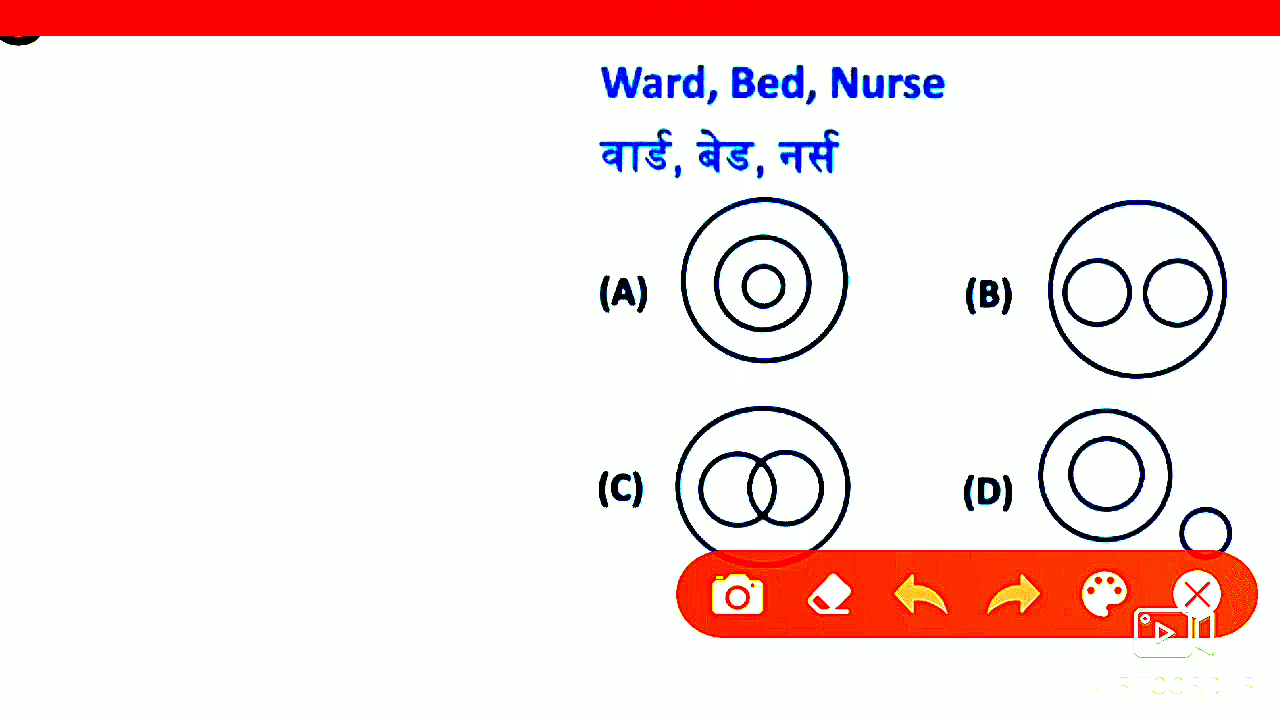 Ward, Bed, Nurse
वार्ड, बेड, नर्स
(A)
(B)
(C)
(D)